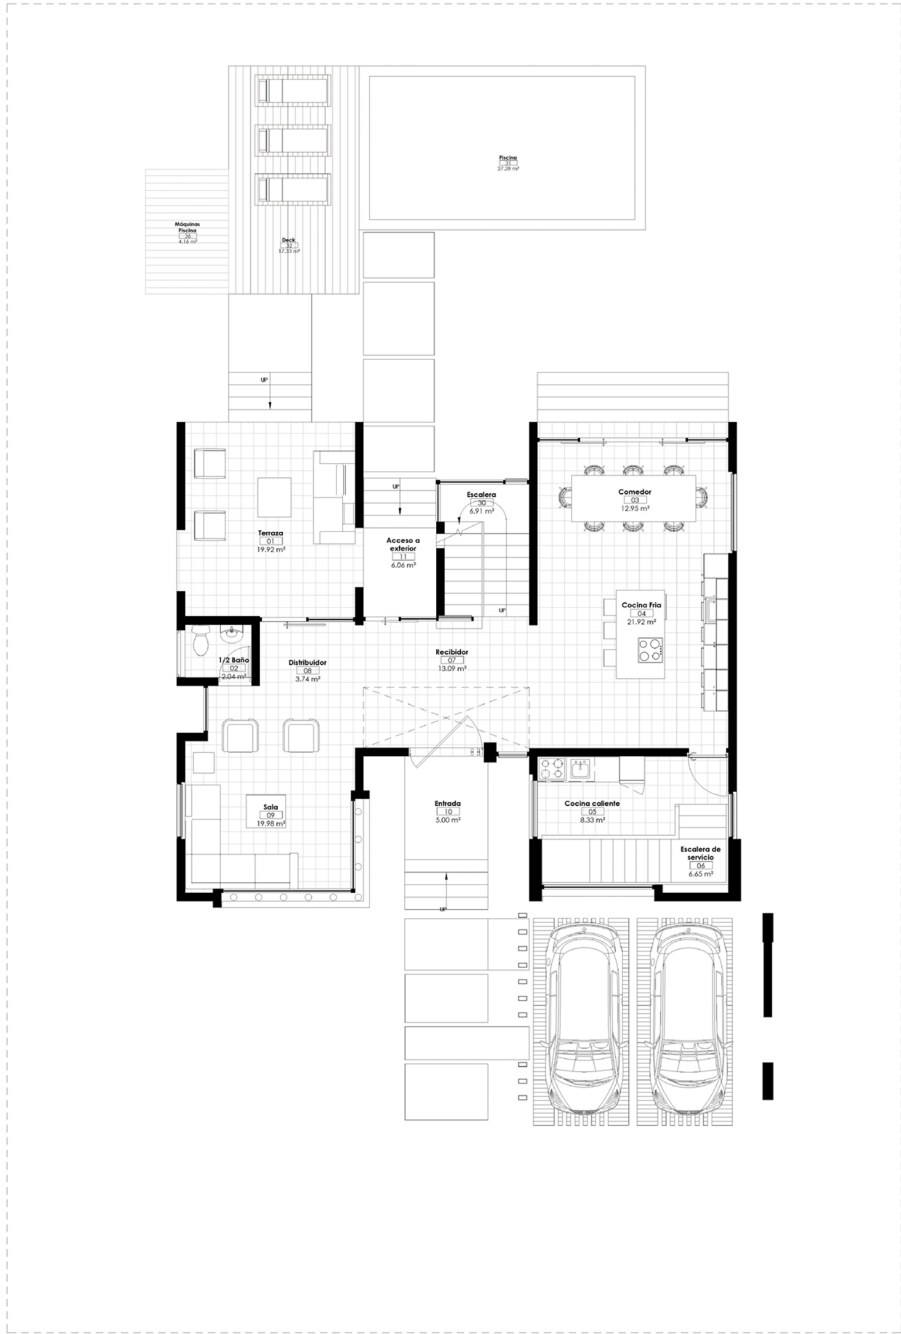 Piscina
31
27.28 m²
Máquinas
Piscina
36
4.16 m²
Deck
32
17.33 m²
UP
UP
Escalera
30
6.91 m²
Comedor
03
12.95 m²
Terraza
01
19.92 m²
Acceso a
exterior
11
6.06 m²
UP
Cocina Fría
04
21.92 m²
1/2 Baño
02
2.04 m²
Distribuidor
08
3.74 m²
Recibidor
07
13.09 m²
Sala
09
19.98 m²
Entrada
10
5.00 m²
Cocina caliente
05
8.33 m²
Escalera de
servicio
06
6.65 m²
UP